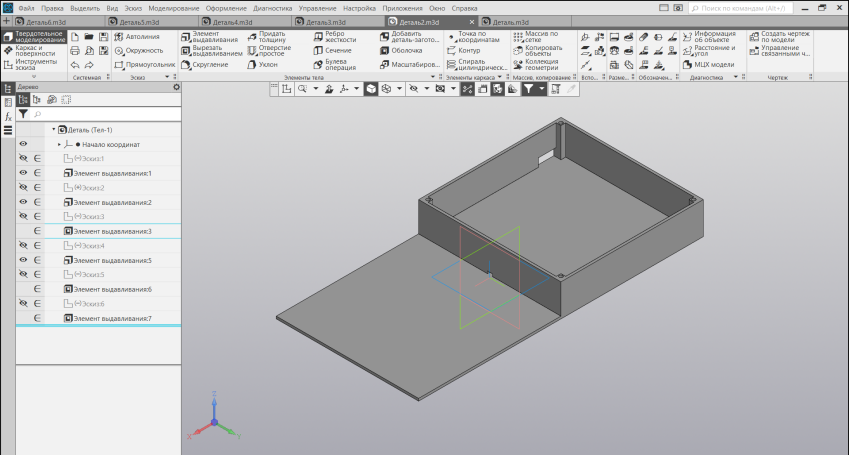 Файл Правка Выделить Вид Эскиз Моделирование Оформление Диагностика Управление Настройка Приложения Окно Справка Поиск по командам (Alt+/)
Деталь6.m3d Деталь5.m3d Деталь4.m3d Деталь3.m3d Деталь2.m3d Деталь.m3d
Твердотельное моделирование
Каркас и поверхности
Инструменты эскиза
Системная
Автолиния
Окружность
Прямоугольник
Эскиз
Элемент выдавливания
Вырезать выдавливанием
Скругление
Придать толщину
Отверстие простое
Уклон
Ребро жесткости
Сечение
Булева операция
Добавить деталь-загото...
Оболочка
Масштабиров...
Элементы тела
Точка по координатам
Контур
Спираль цилиндрическ...
Элементы каркаса
Массив по сетке
Копировать объекты
Коллекция геометрии
Массив, копирование
Вспо...
Разме...
Обозначен...
Информация об объекте
Расстояние и угол
МЦХ модели
Диагностика
Создать чертеж по модели
Управление связанными ч...
Чертеж
Дерево
Деталь (Тел-1)
Начало координат
(+)Эскиз:1
Элемент выдавливания:1
(+)Эскиз:2
Элемент выдавливания:2
(+)Эскиз:3
Элемент выдавливания:3
(+)Эскиз:4
Элемент выдавливания:5
(+)Эскиз:5
Элемент выдавливания:6
(+)Эскиз:6
Элемент выдавливания:7
Z
X
Y